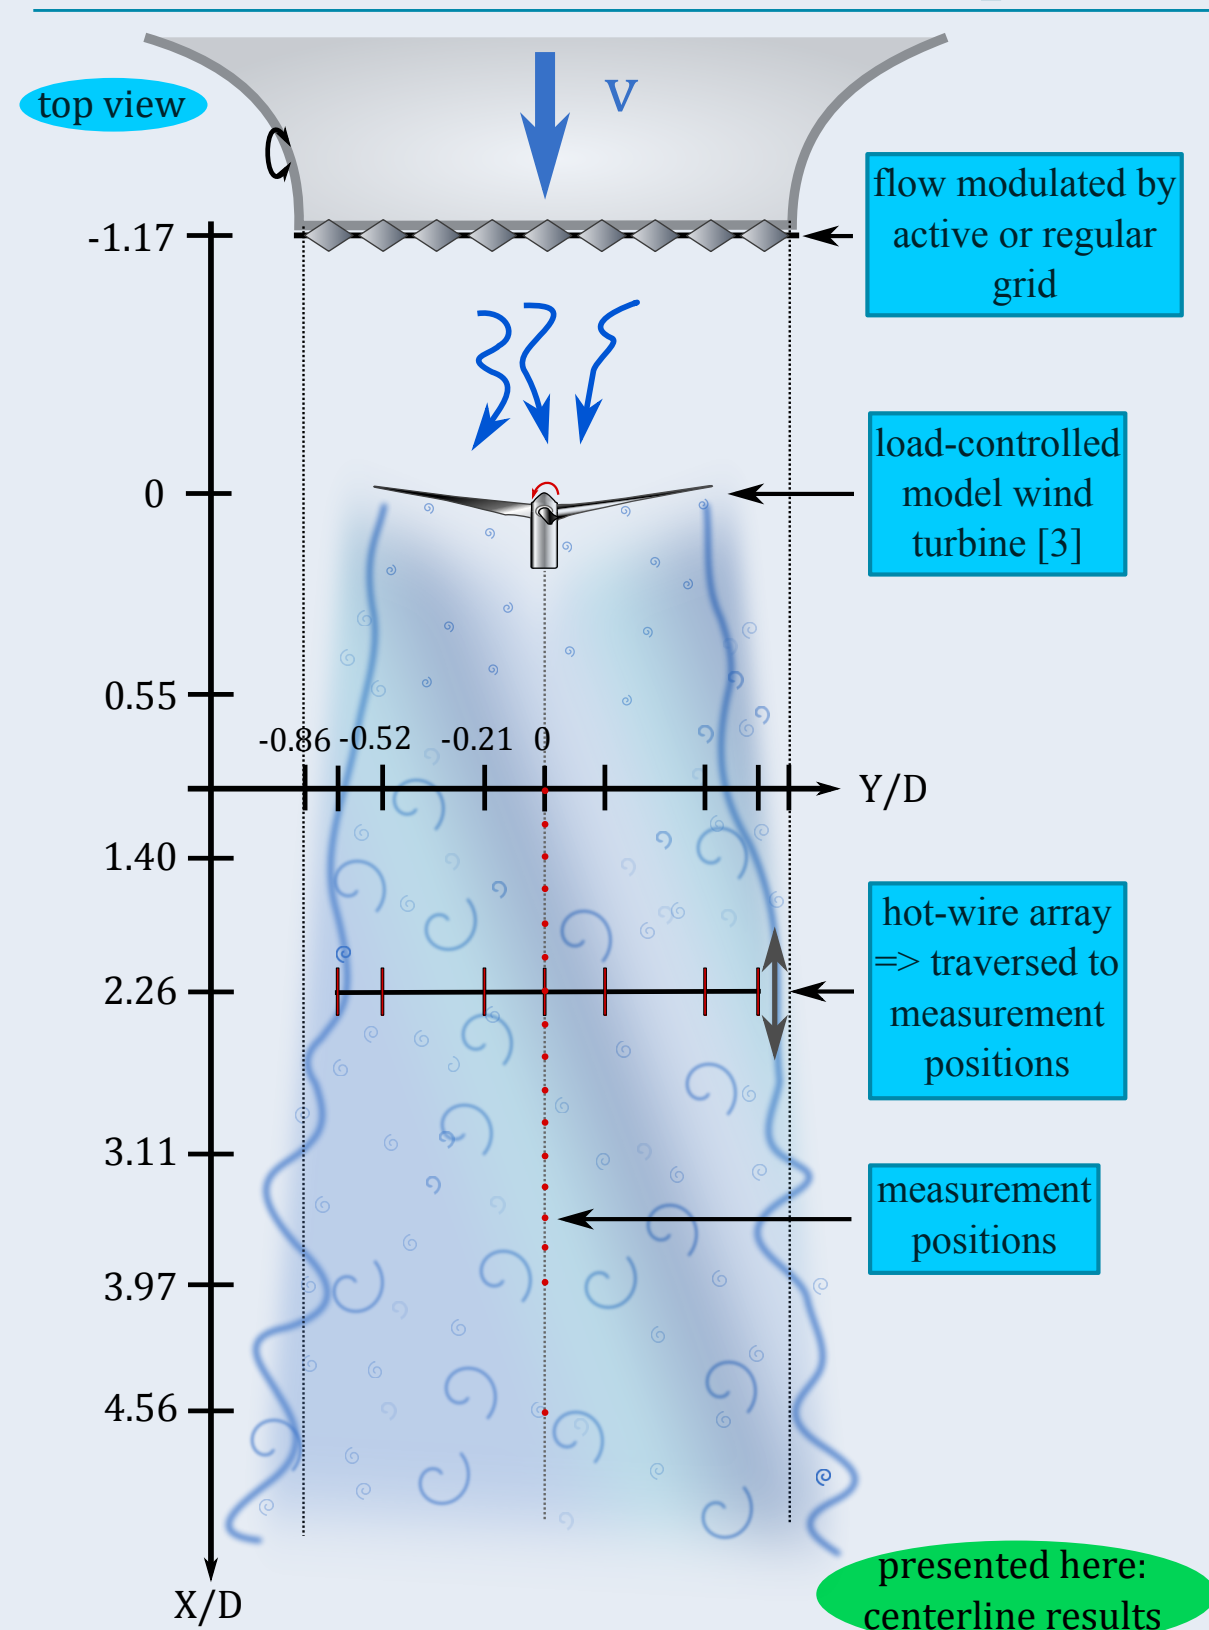 top view
v
flow modulated by
active or regular
grid
-1.17
load-controlled
model wind
turbine [3]
0
0.55
-0.86 -0.52 -0.21 0
Y/D
1.40
hot-wire array
=> traversed to
measurement
positions
2.26
3.11
measurement
positions
3.97
4.56
presented here:
centerline results
X/D